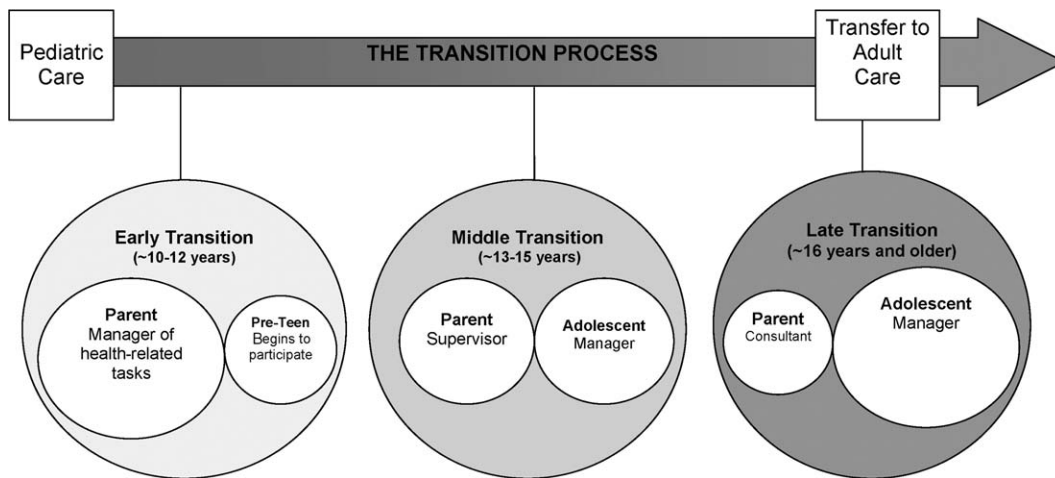 Pediatric
Care
THE TRANSITION PROCESS
Transfer to
Adult
Care
Early Transition
(~10-12 years)
Parent
Manager of
health-related
tasks
Pre-Teen
Begins to
participate
Middle Transition
(~13-15 years)
Parent
Supervisor
Adolescent
Manager
Late Transition
(~16 years and older)
Parent
Consultant
Adolescent
Manager